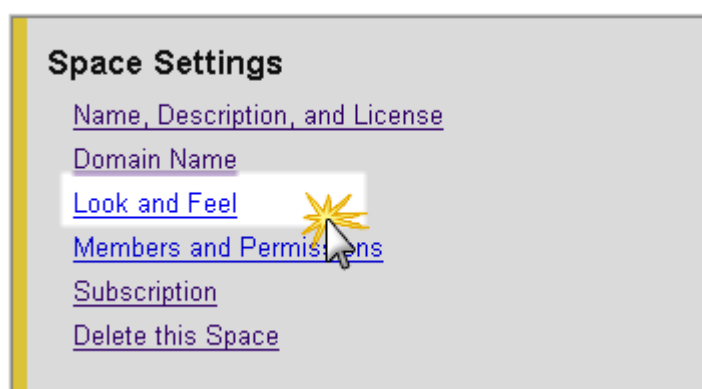 Space Settings
Name, Description, and License
Domain Name
Look and Feel
Members and Permissions
Subscription
Delete this Space